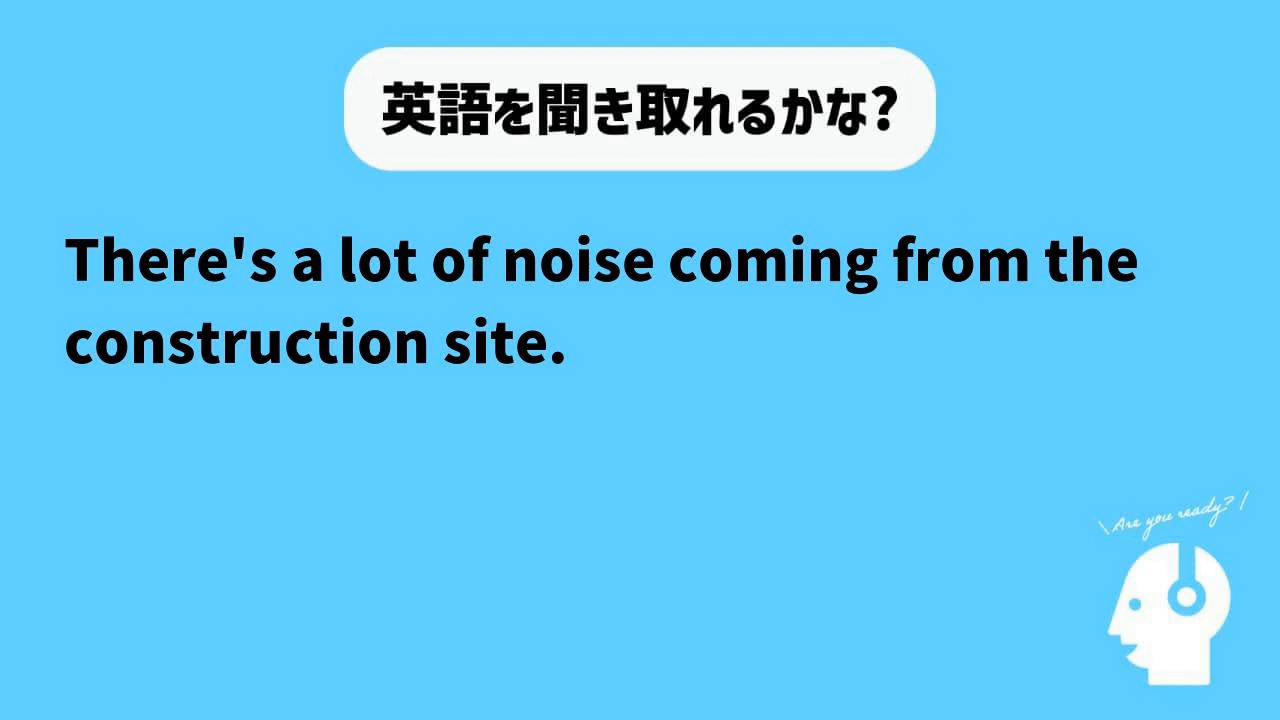 英語を聞き取れるかな?
There's a lot of noise coming from the
construction site.
\ Are you ready? /